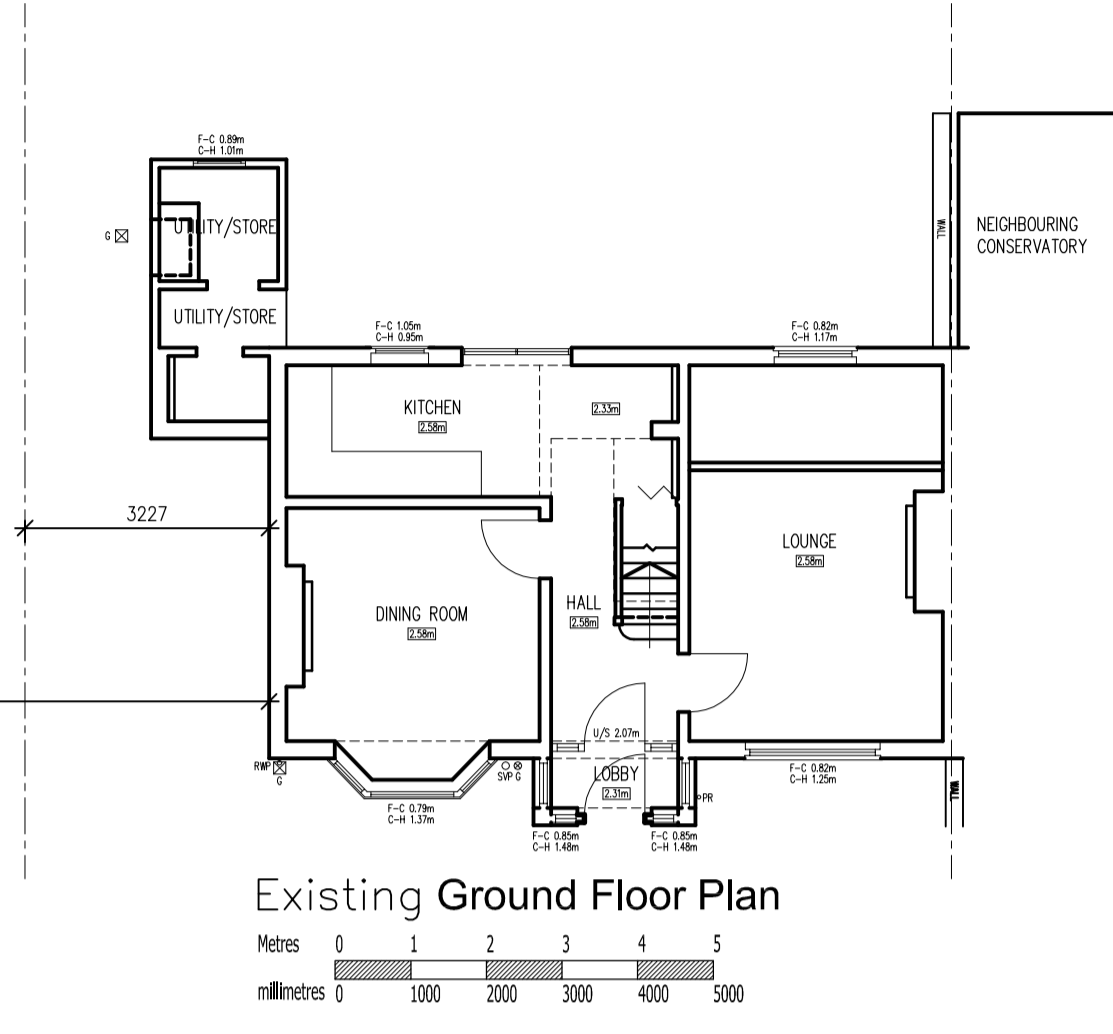 F-C 0.89m
C-H 1.01m
G
UTILITY/STORE
UTILITY/STORE
WALL
NEIGHBOURING
CONSERVATORY
F-C 1.05m
C-H 0.95m
F-C 0.82m
C-H 1.17m
KITCHEN
2.58m
2.33m
3227
LOUNGE
2.58m
DINING ROOM
2.58m
HALL
2.58m
U/S 2.07m
LOBBY
2.31m
RWP
G
SVP G
PR
F-C 0.82m
C-H 1.25m
WALL
F-C 0.79m
C-H 1.37m
F-C 0.85m
C-H 1.48m
F-C 0.85m
C-H 1.48m
Existing Ground Floor Plan
Metres 0 1 2 3 4 5
millimetres 0 1000 2000 3000 4000 5000